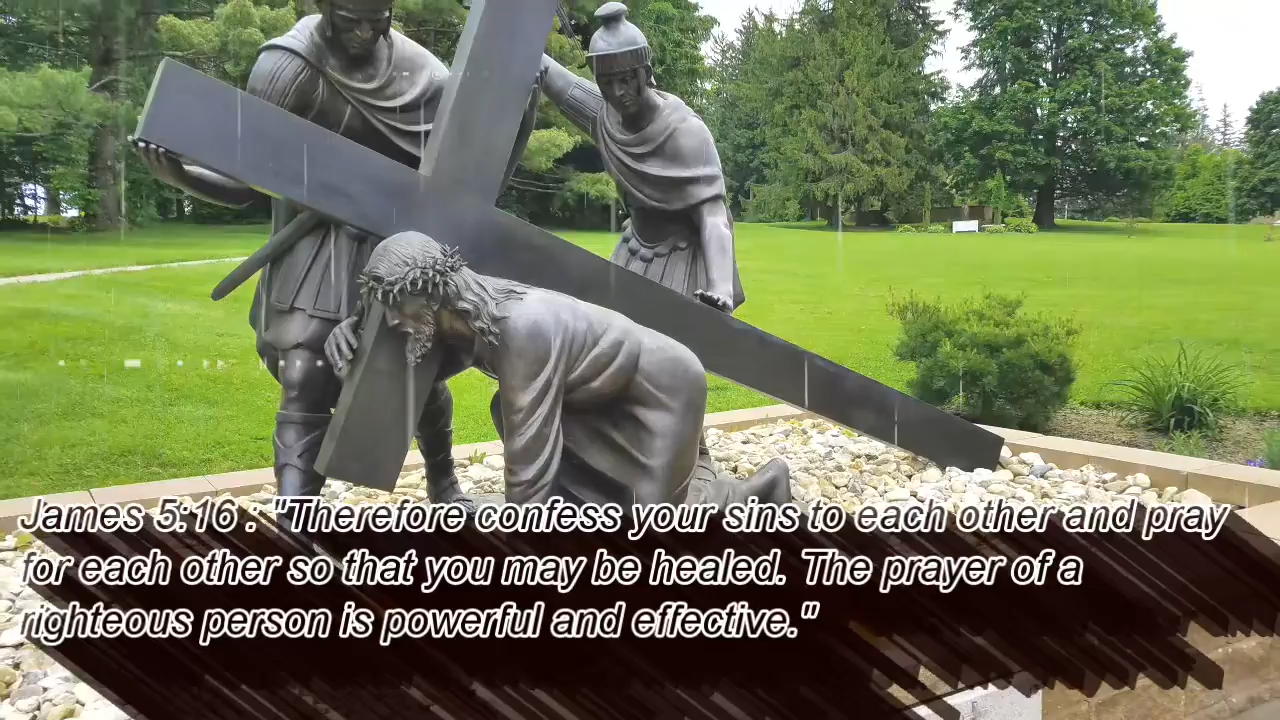 James 5:16 : "Therefore confess your sins to each other and pray
for each other so that you may be healed. The prayer of a
righteous person is powerful and effective."